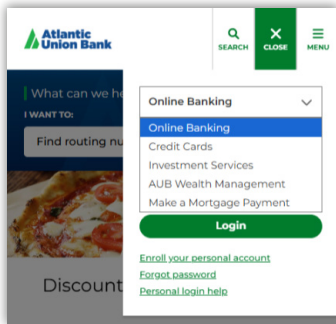 Atlantic
Union Bank
SEARCH
CLOSE
MENU
What can we he
I WANT TO:
Find routing nu
Online Banking
Online Banking
Credit Cards
Investment Services
AUB Wealth Management
Make a Mortgage Payment
Login
Enroll your personal account
Forgot password
Personal login help
Discount